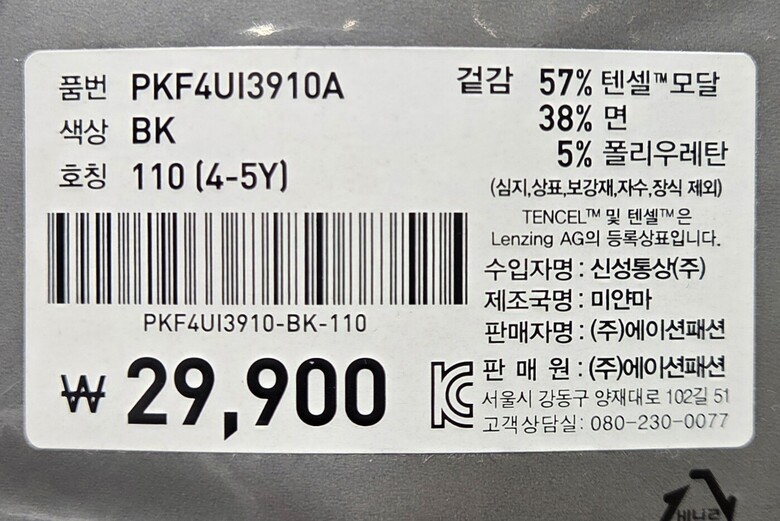 품번 PKF4UI3910A
색상 BK
호칭 110 (4-5Y)
PKF4UI3910-BK-110
₩ 29,900
겉감 57% 텐셀™모달
38% 면
5% 폴리우레탄
(심지,상표,보강재,자수,장식 제외)
TENCEL™ 및 텐셀™은
Lenzing AG의 등록상표입니다.
수입자명 : 신성통상(주)
제조국명 : 미얀마
판매자명 : (주)에이션패션
판 매 원 : (주)에이션패션
서울시 강동구 양재대로 102길 51
고객상담실: 080-230-0077
KC
비닐류